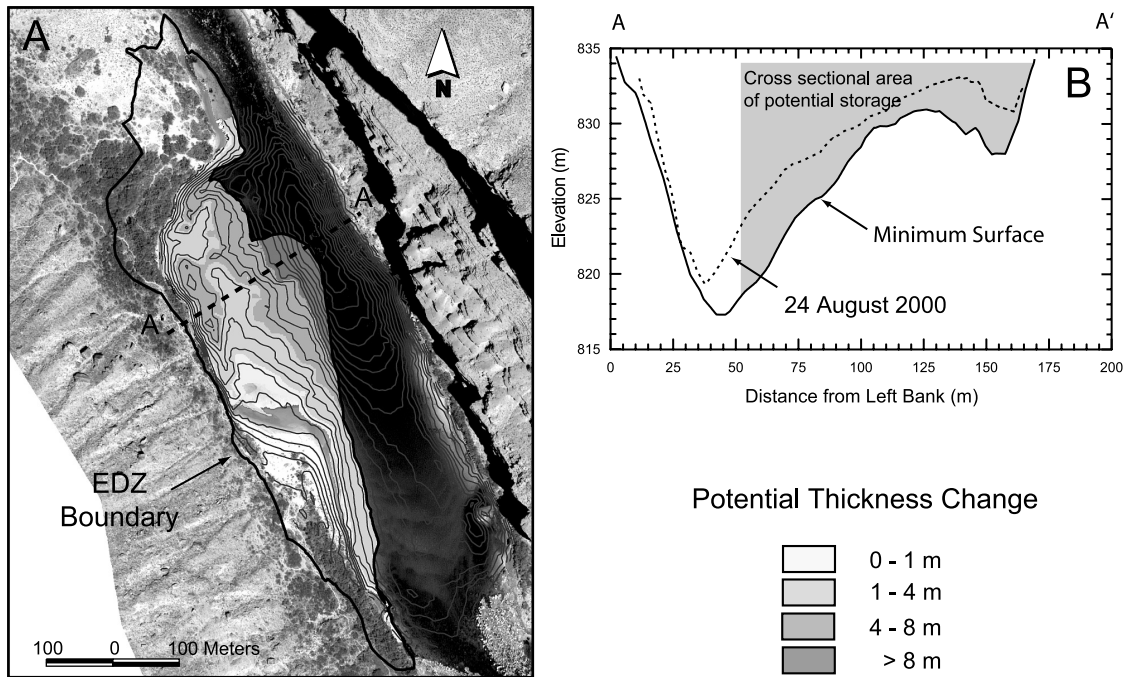 A
N
A
A'
EDZ
Boundary
100 0 100 Meters
A A'
B
835
830
825
820
815
Elevation (m)
Cross sectional area
of potential storage
Minimum Surface
24 August 2000
0 25 50 75 100 125 150 175 200
Distance from Left Bank (m)
Potential Thickness Change
0 - 1 m
1 - 4 m
4 - 8 m
> 8 m